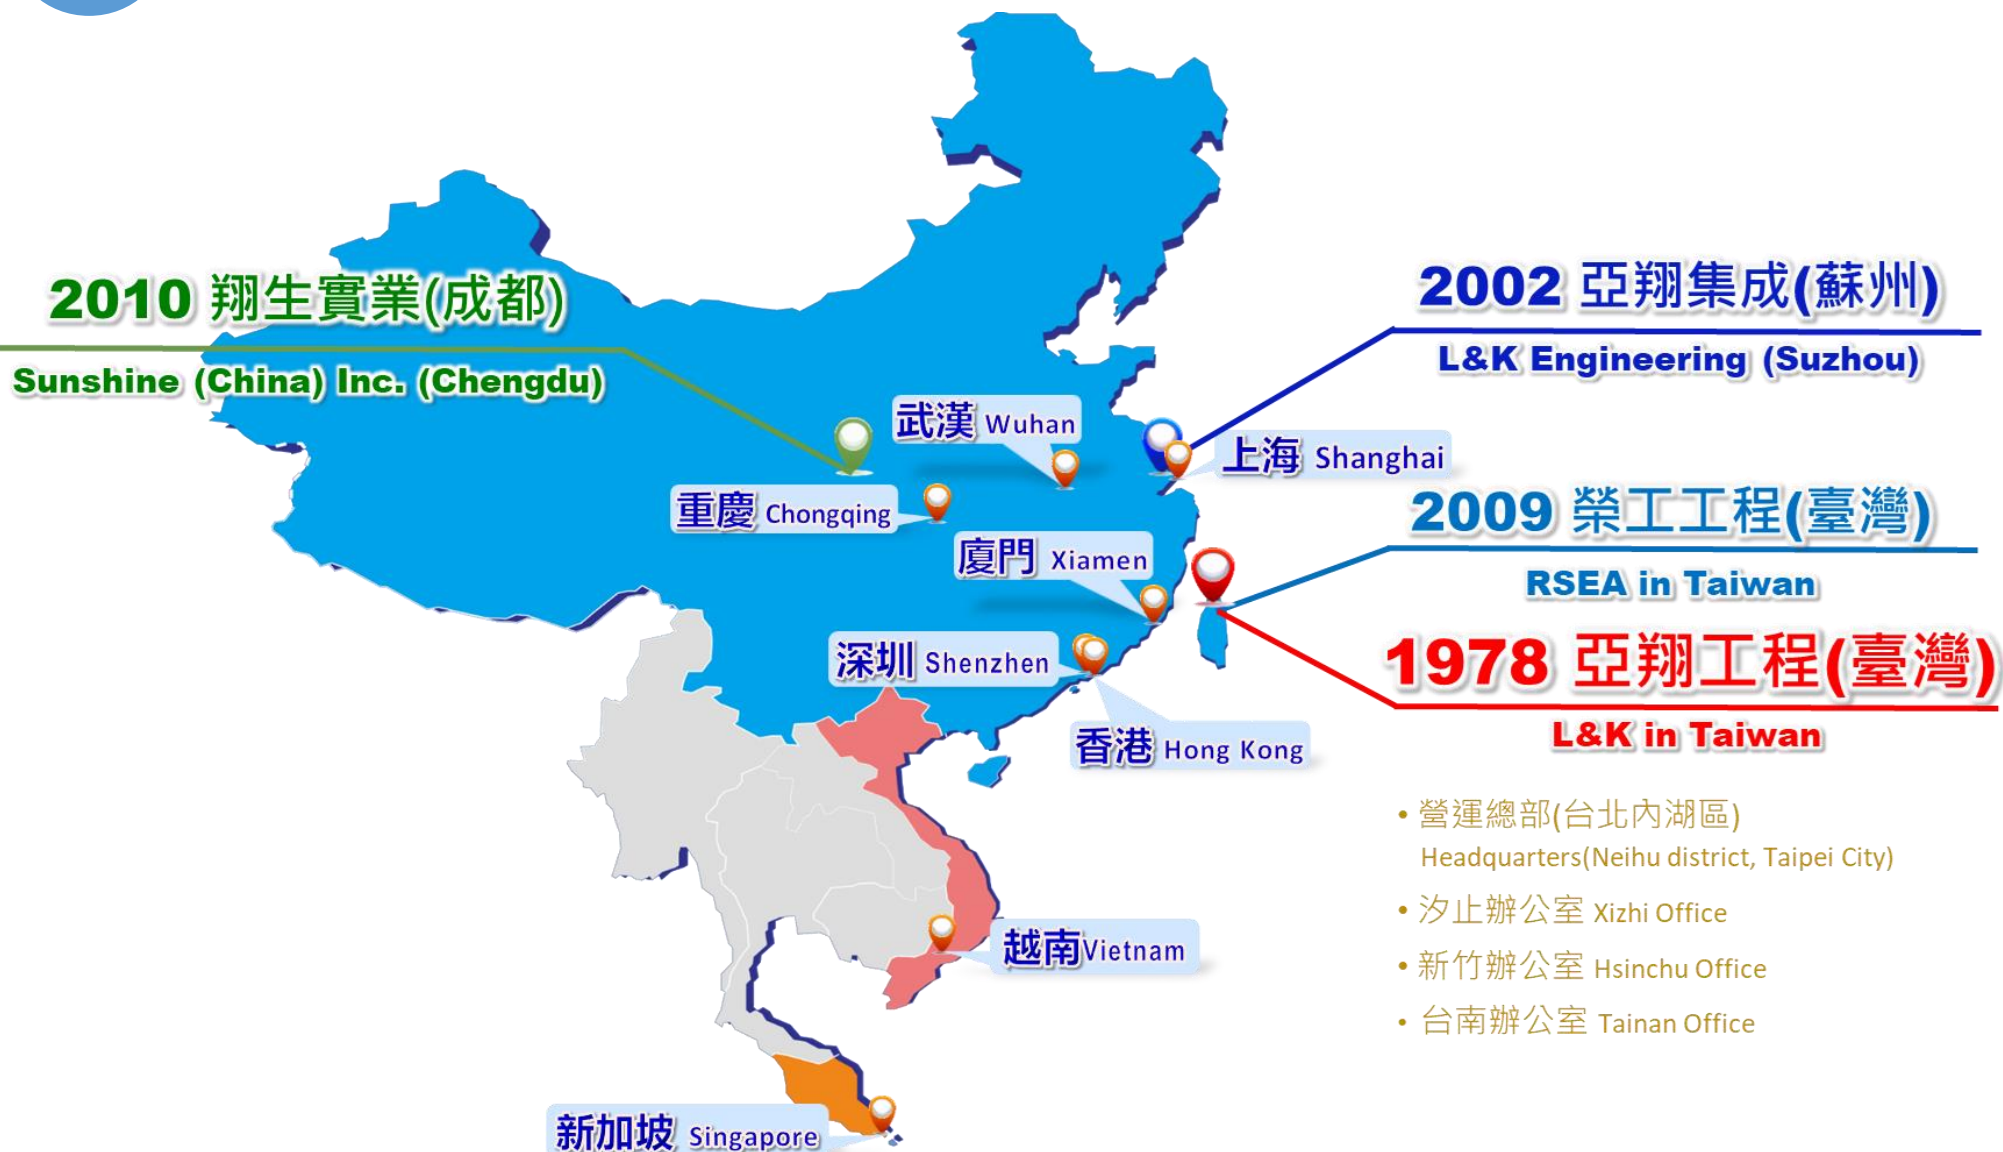 2010 翔生實業(成都)
Sunshine (China) Inc. (Chengdu)
2002 亞翔集成(蘇州)
L&K Engineering (Suzhou)
武漢 Wuhan
上海 Shanghai
重慶 Chongqing
2009 榮工工程(臺灣)
RSEA in Taiwan
廈門 Xiamen
深圳 Shenzhen
1978 亞翔工程(臺灣)
L&K in Taiwan
香港 Hong Kong
• 營運總部(台北內湖區)
Headquarters(Neihu district, Taipei City)
• 汐止辦公室 Xizhi Office
• 新竹辦公室 Hsinchu Office
• 台南辦公室 Tainan Office
越南Vietnam
新加坡 Singapore